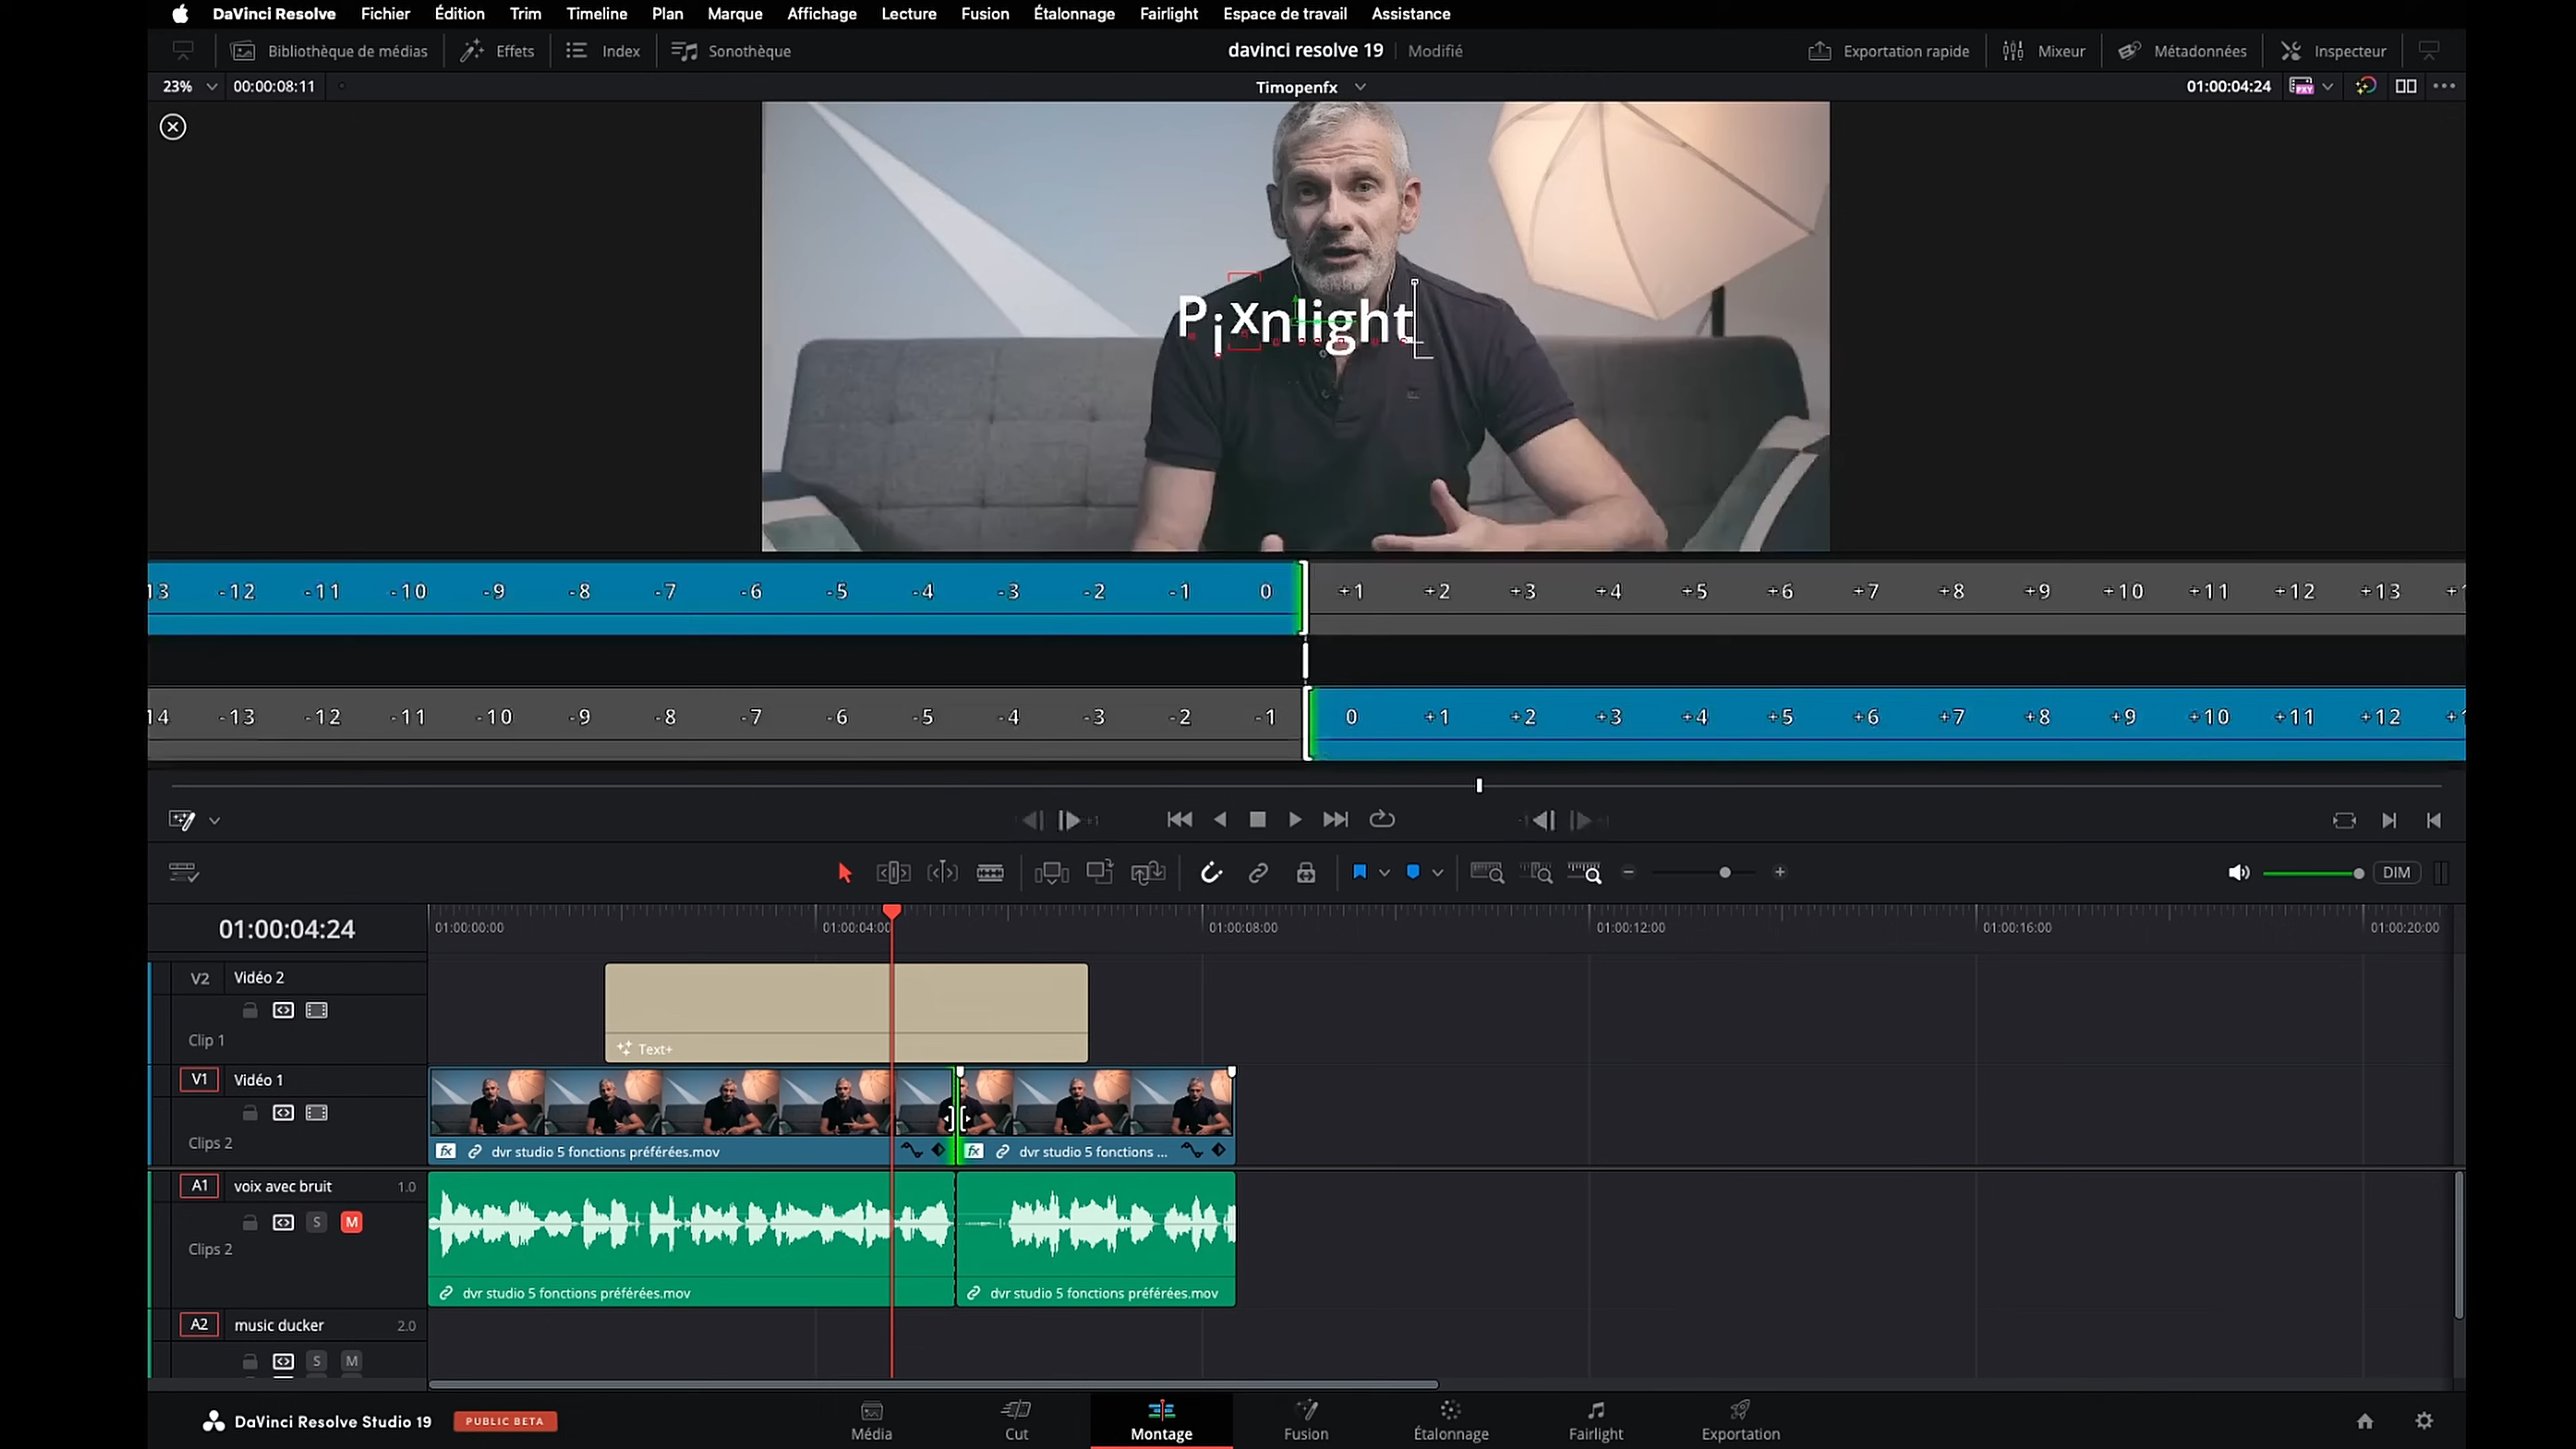 DaVinci Resolve Fichier Édition Trim Timeline Plan Marque Affichage Lecture Fusion Étalonnage Fairlight Espace de travail Assistance
Bibliothèque de médias Effets Index Sonothèque davinci resolve 19 Modifié Exportation rapide Mixeur Métadonnées Inspecteur
23% 00:00:08:11 Timopenfx 01:00:04:24 PXY
PiXnlight
13 -12 -11 -10 -9 -8 -7 -6 -5 -4 -3 -2 -1 0 +1 +2 +3 +4 +5 +6 +7 +8 +9 +10 +11 +12 +13
14 -13 -12 -11 -10 -9 -8 -7 -6 -5 -4 -3 -2 -1 0 +1 +2 +3 +4 +5 +6 +7 +8 +9 +10 +11 +12
DIM
01:00:04:24 01:00:00:00 01:00:04:00 01:00:08:00 01:00:12:00 01:00:16:00 01:00:20:00
V2 Vidéo 2
Clip 1
Text+
V1 Vidéo 1
Clips 2
fx dvr studio 5 fonctions préférées.mov fx dvr studio 5 fonctions ...
A1 voix avec bruit 1.0
S M
Clips 2
dvr studio 5 fonctions préférées.mov dvr studio 5 fonctions préférées.mov
A2 music ducker 2.0
S M
DaVinci Resolve Studio 19 PUBLIC BETA Média Cut Montage Fusion Étalonnage Fairlight Exportation